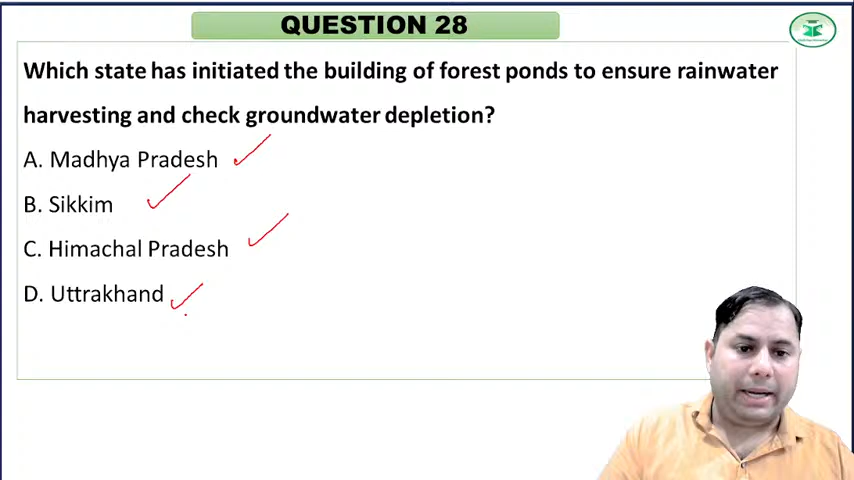 QUESTION 28
Which state has initiated the building of forest ponds to ensure rainwater
harvesting and check groundwater depletion?
A. Madhya Pradesh
B. Sikkim
C. Himachal Pradesh
D. Uttrakhand